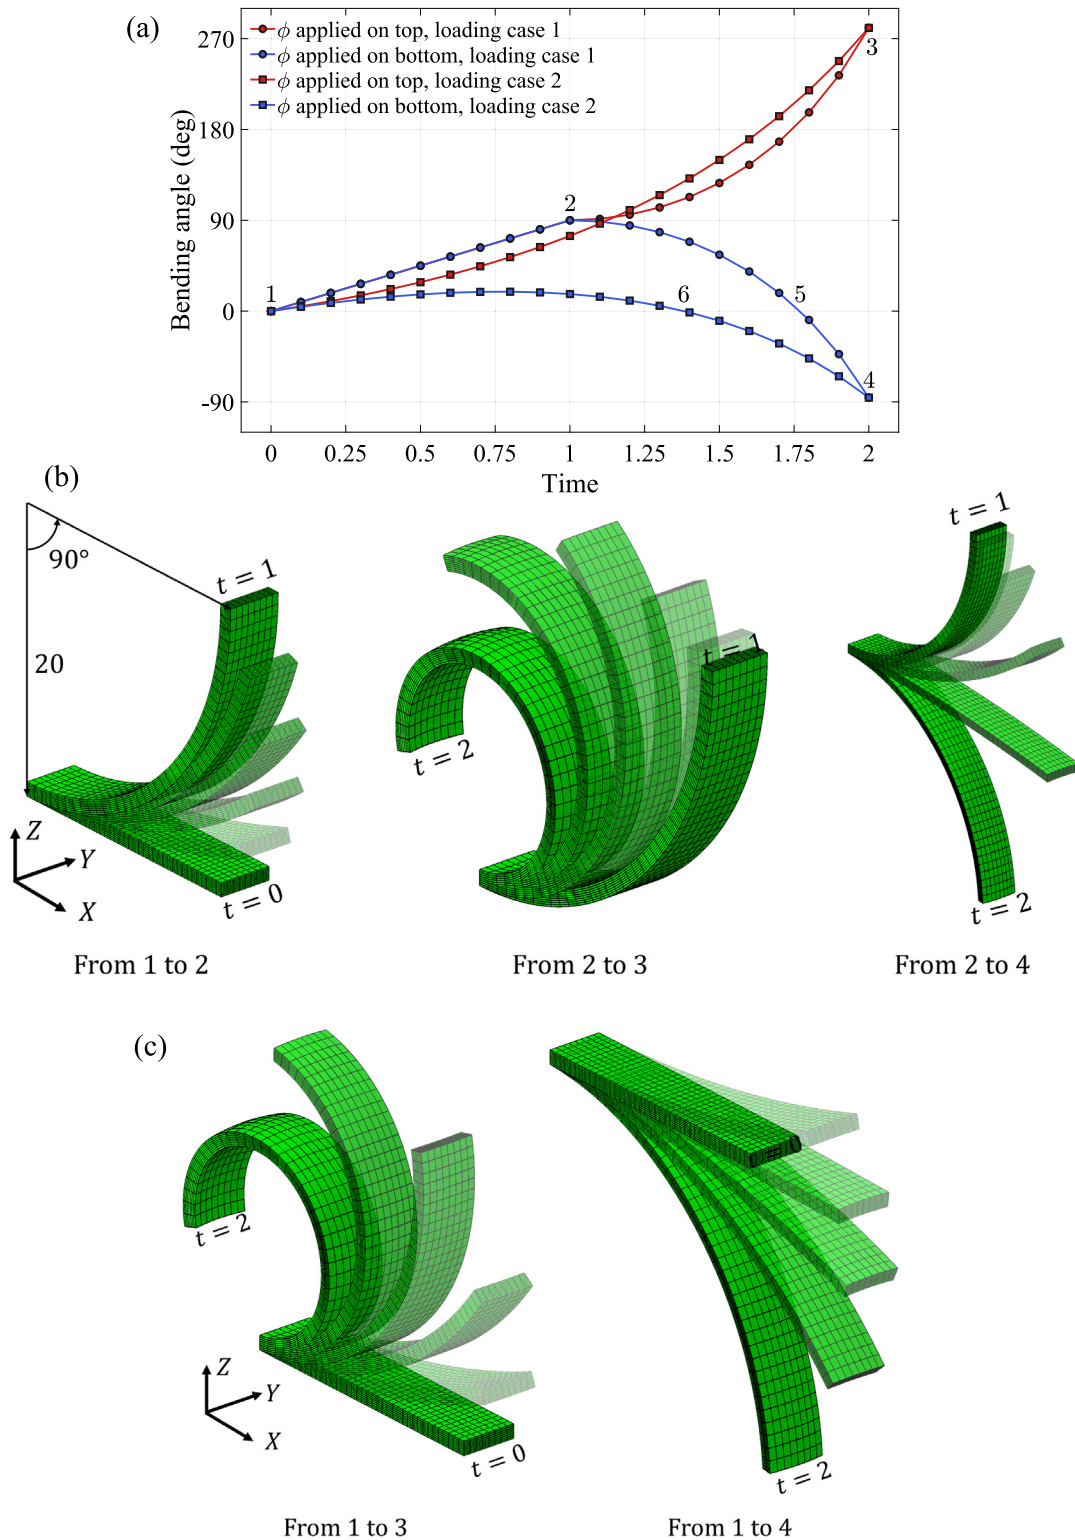 (a)
ϕ applied on top, loading case 1
ϕ applied on bottom, loading case 1
ϕ applied on top, loading case 2
ϕ applied on bottom, loading case 2
Bending angle (deg)
270
180
90
0
-90
1
2
3
4
5
6
0 0.25 0.5 0.75 1 1.25 1.5 1.75 2
Time
(b)
90°
20
t = 1
t = 0
Z
Y
X
From 1 to 2
t = 1
t = 2
From 2 to 3
t = 1
t = 2
From 2 to 4
(c)
t = 2
t = 0
Z
Y
X
From 1 to 3
t = 0
t = 2
From 1 to 4